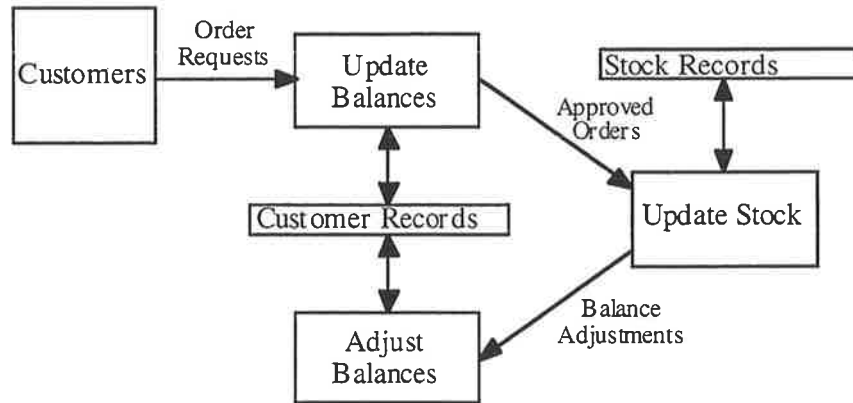 Customers
Order
Requests
Update
Balances
Stock Records
Approved
Orders
Customer Records
Update Stock
Balance
Adjustments
Adjust
Balances